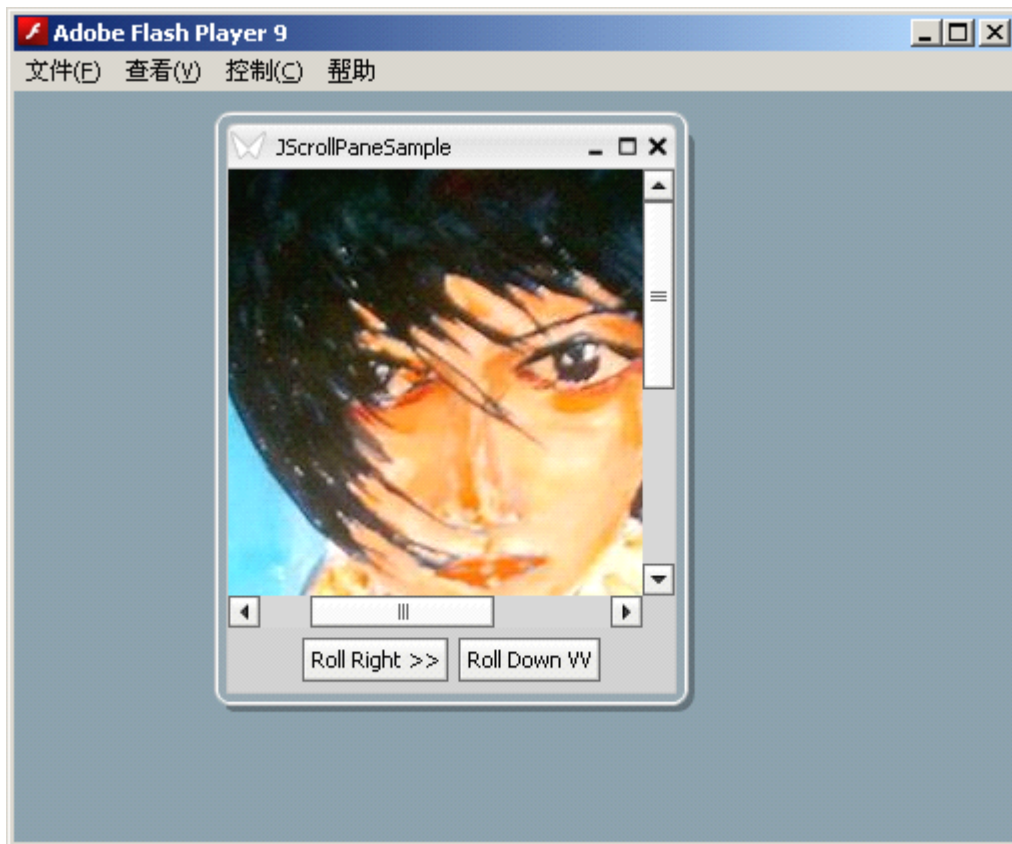 Adobe Flash Player 9
文件(F) 查看(V) 控制(C) 帮助
JScrollPaneSample
Roll Right >> Roll Down VV